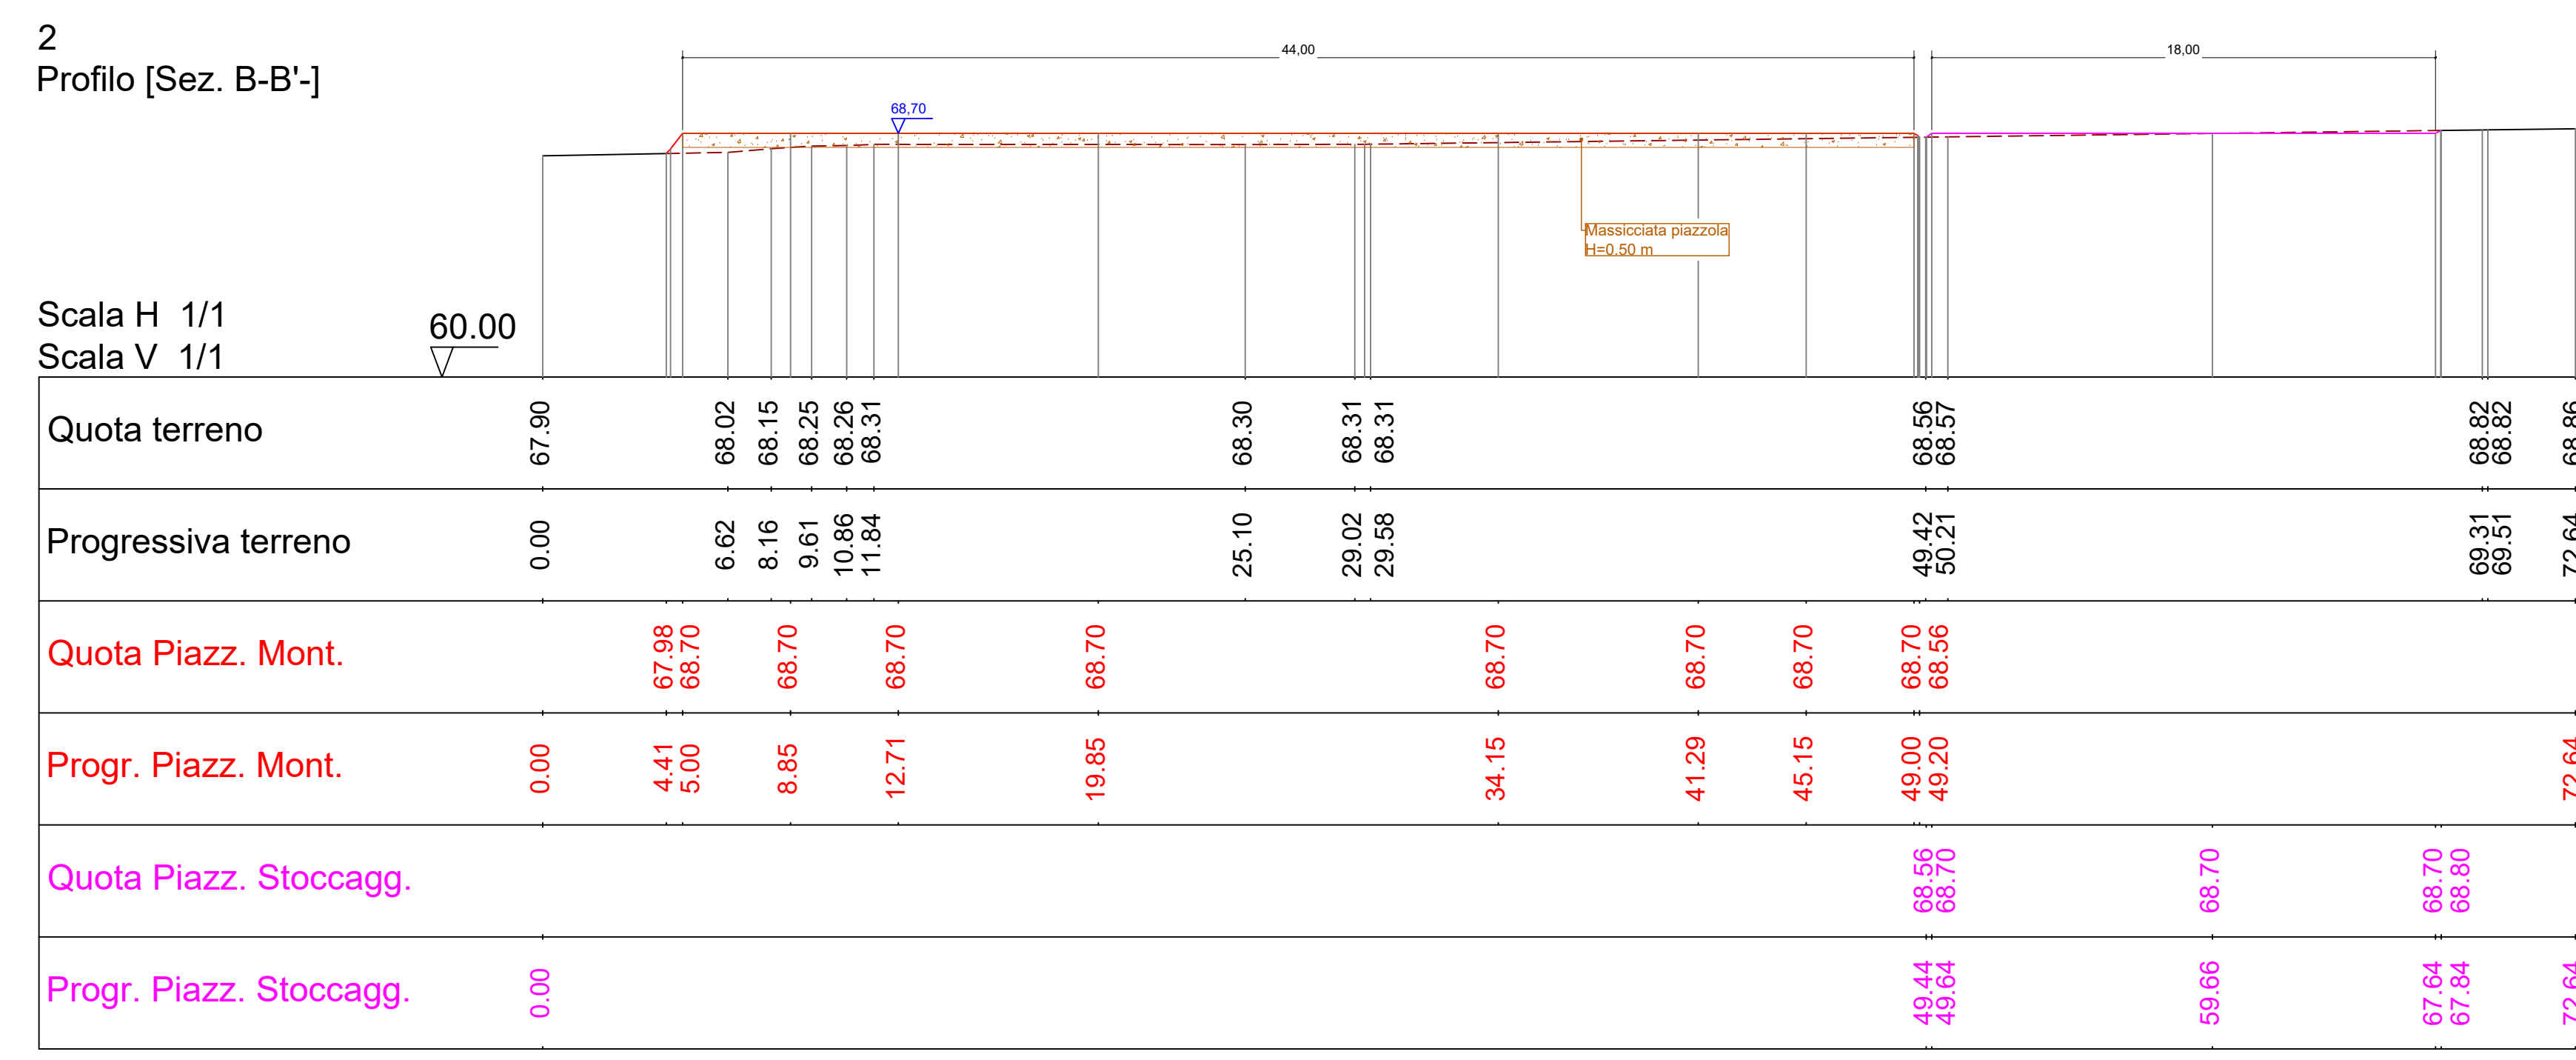 2
Profilo [Sez. B-B'-]
44,00
18,00
68,70
Massicciata piazzola
H=0.50 m
Scala H 1/1
Scala V 1/1
60.00
Quota terreno 67.90 68.02 68.15 68.25 68.26 68.31 68.30 68.31 68.31 68.56 68.57 68.82 68.82 68.86
Progressiva terreno 0.00 6.62 8.16 9.61 10.86 11.84 25.10 29.02 29.58 49.42 50.21 69.31 69.51 72.64
Quota Piazz. Mont. 67.98 68.70 68.70 68.70 68.70 68.70 68.70 68.70 68.70 68.56
Progr. Piazz. Mont. 0.00 4.41 5.00 8.85 12.71 19.85 34.15 41.29 45.15 49.00 49.20 72.64
Quota Piazz. Stoccagg. 68.56 68.70 68.70 68.70 68.80
Progr. Piazz. Stoccagg. 0.00 49.44 49.64 59.66 67.64 67.84 72.64